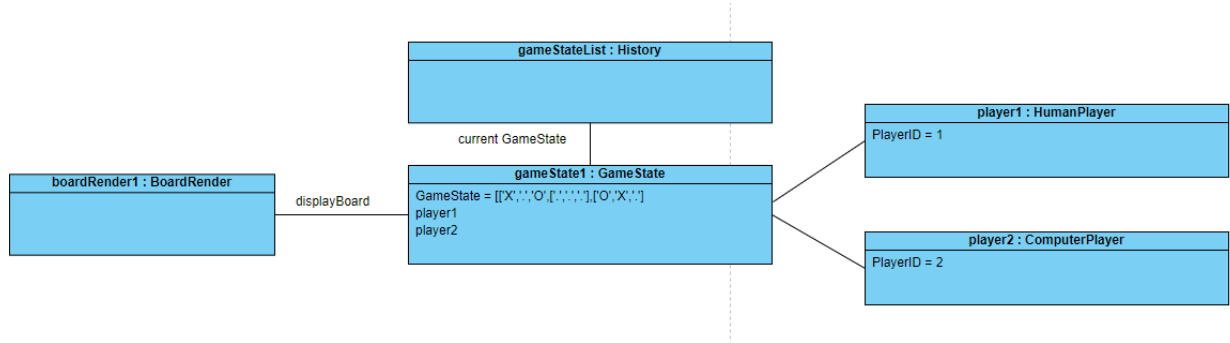 gameStateList : History
current GameState
player1 : HumanPlayer
PlayerID = 1
boardRender1 : BoardRender
displayBoard
gameState1 : GameState
GameState = [['X','.','O',['.','.','.'],['O','X','.']
player1
player2
player2 : ComputerPlayer
PlayerID = 2